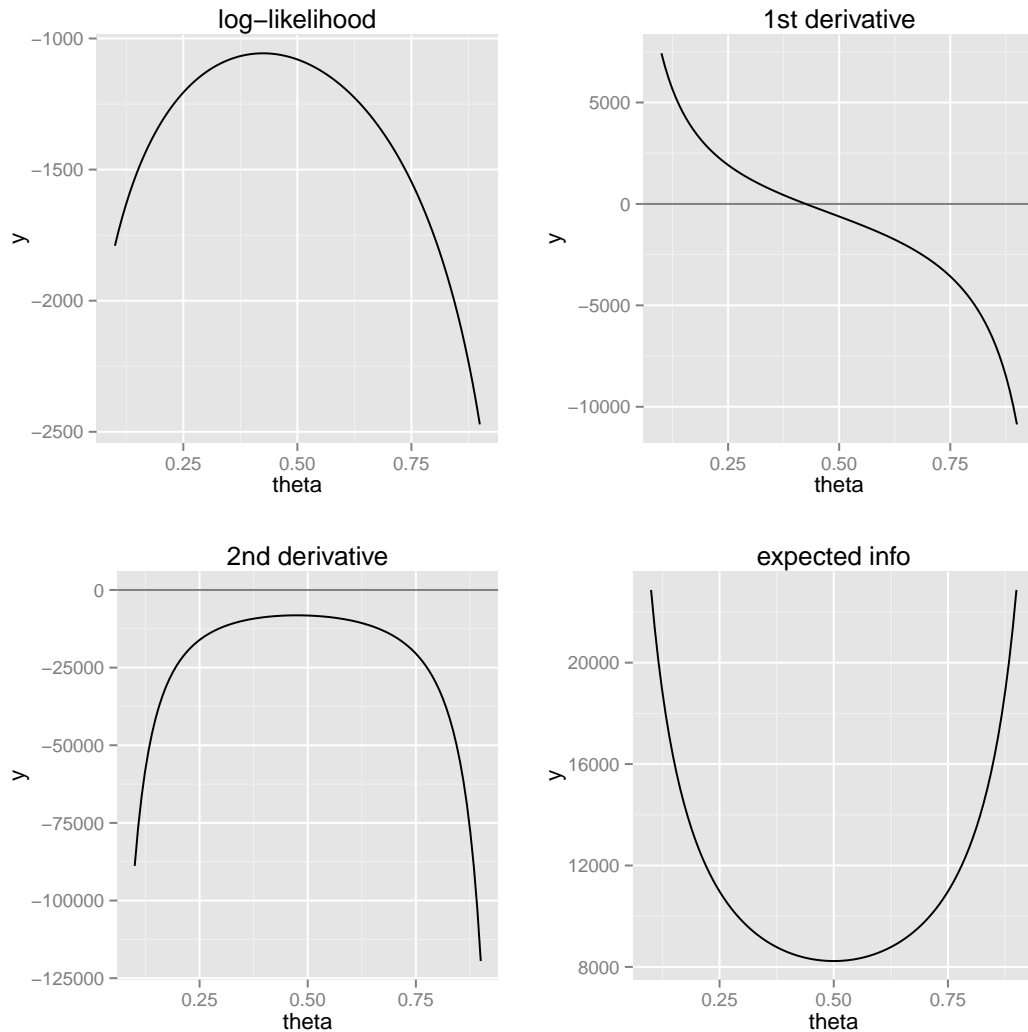 log−likelihood
−1000
−1500
−2000
−2500
y
0.25 0.50 0.75
theta
1st derivative
5000
0
−5000
−10000
y
0.25 0.50 0.75
theta
2nd derivative
0
−25000
−50000
−75000
−100000
−125000
y
0.25 0.50 0.75
theta
expected info
20000
16000
12000
8000
y
0.25 0.50 0.75
theta